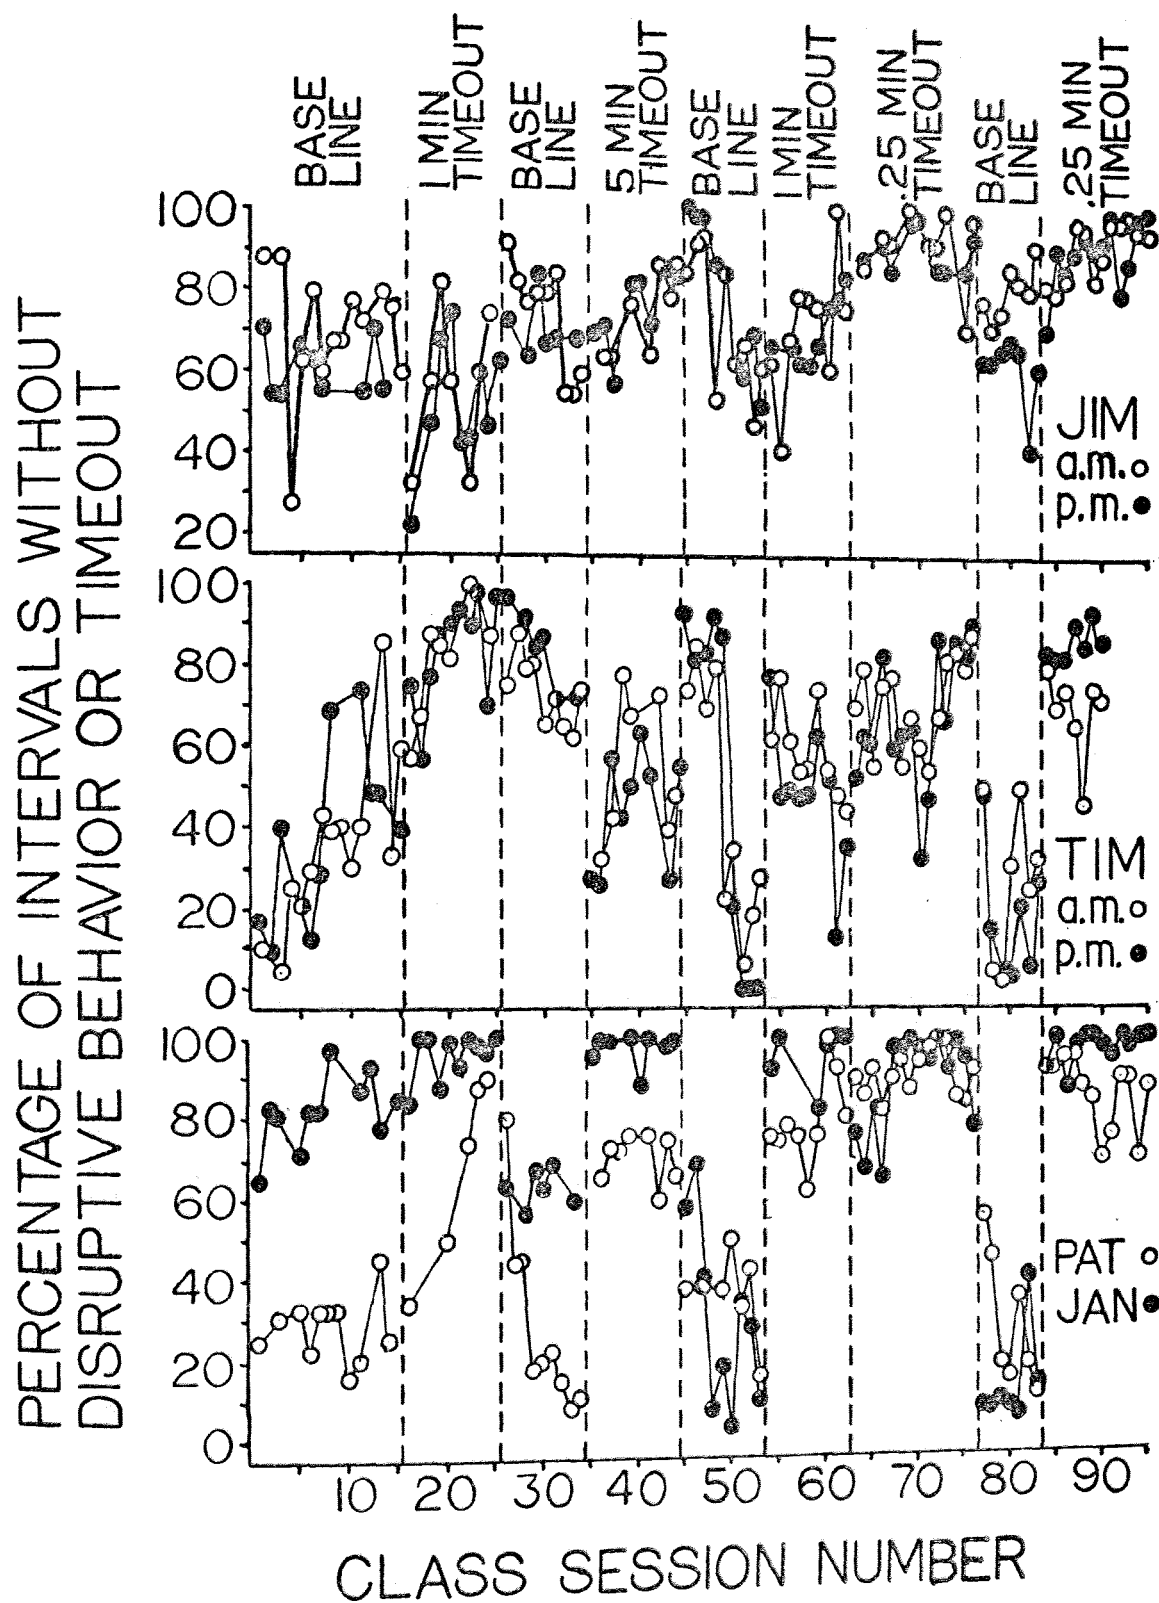 BASE
LINE
1 MIN
TIMEOUT
BASE
LINE
5 MIN
TIMEOUT
BASE
LINE
1 MIN
TIMEOUT
.25 MIN
TIMEOUT
BASE
LINE
.25 MIN
TIMEOUT
PERCENTAGE OF INTERVALS WITHOUT
DISRUPTIVE BEHAVIOR OR TIMEOUT
100
80
60
40
20
JIM
a.m.
p.m.
100
80
60
40
20
0
TIM
a.m.
p.m.
100
80
60
40
20
0
PAT
JAN
10 20 30 40 50 60 70 80 90
CLASS SESSION NUMBER